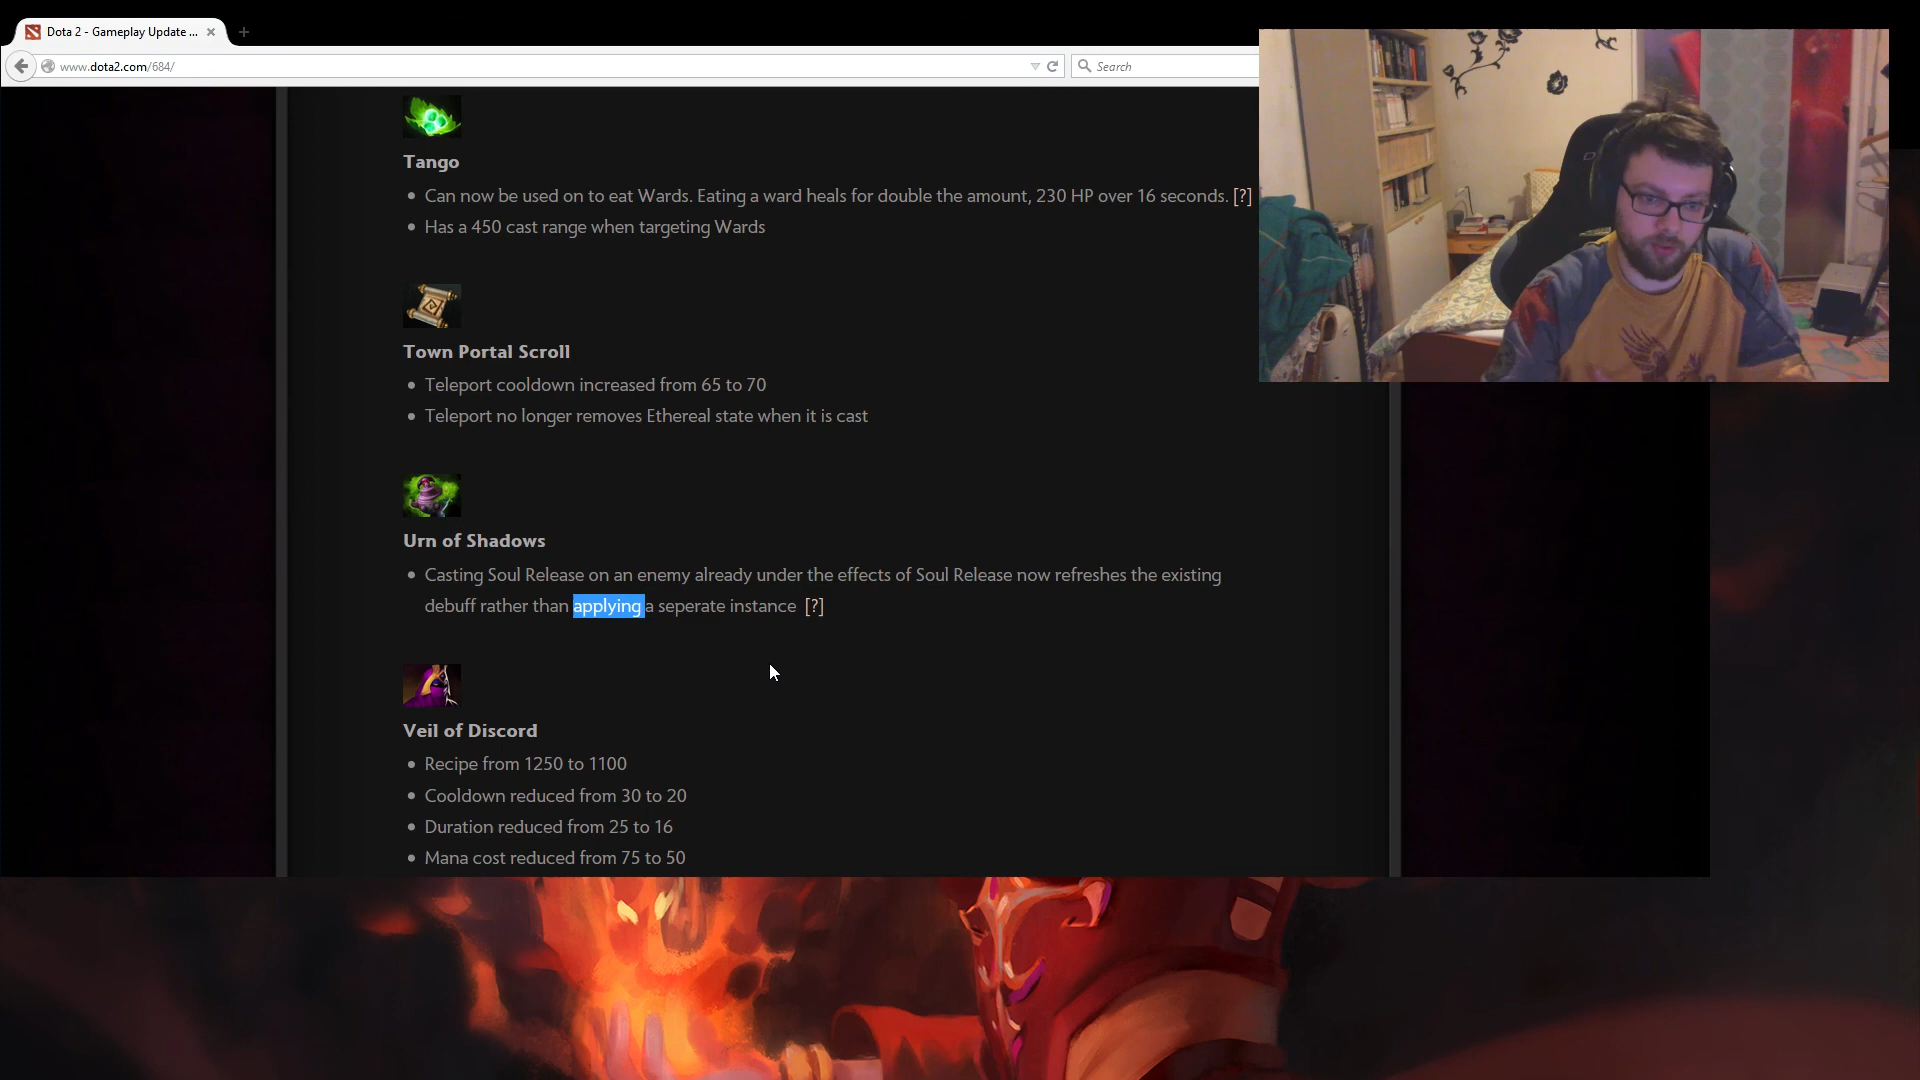 Dota 2 - Gameplay Update ...
www.dota2.com/684/
Search
Tango
Can now be used on to eat Wards. Eating a ward heals for double the amount, 230 HP over 16 seconds. [?]
Has a 450 cast range when targeting Wards
Town Portal Scroll
Teleport cooldown increased from 65 to 70
Teleport no longer removes Ethereal state when it is cast
Urn of Shadows
Casting Soul Release on an enemy already under the effects of Soul Release now refreshes the existing
debuff rather than applying a seperate instance [?]
Veil of Discord
Recipe from 1250 to 1100
Cooldown reduced from 30 to 20
Duration reduced from 25 to 16
Mana cost reduced from 75 to 50